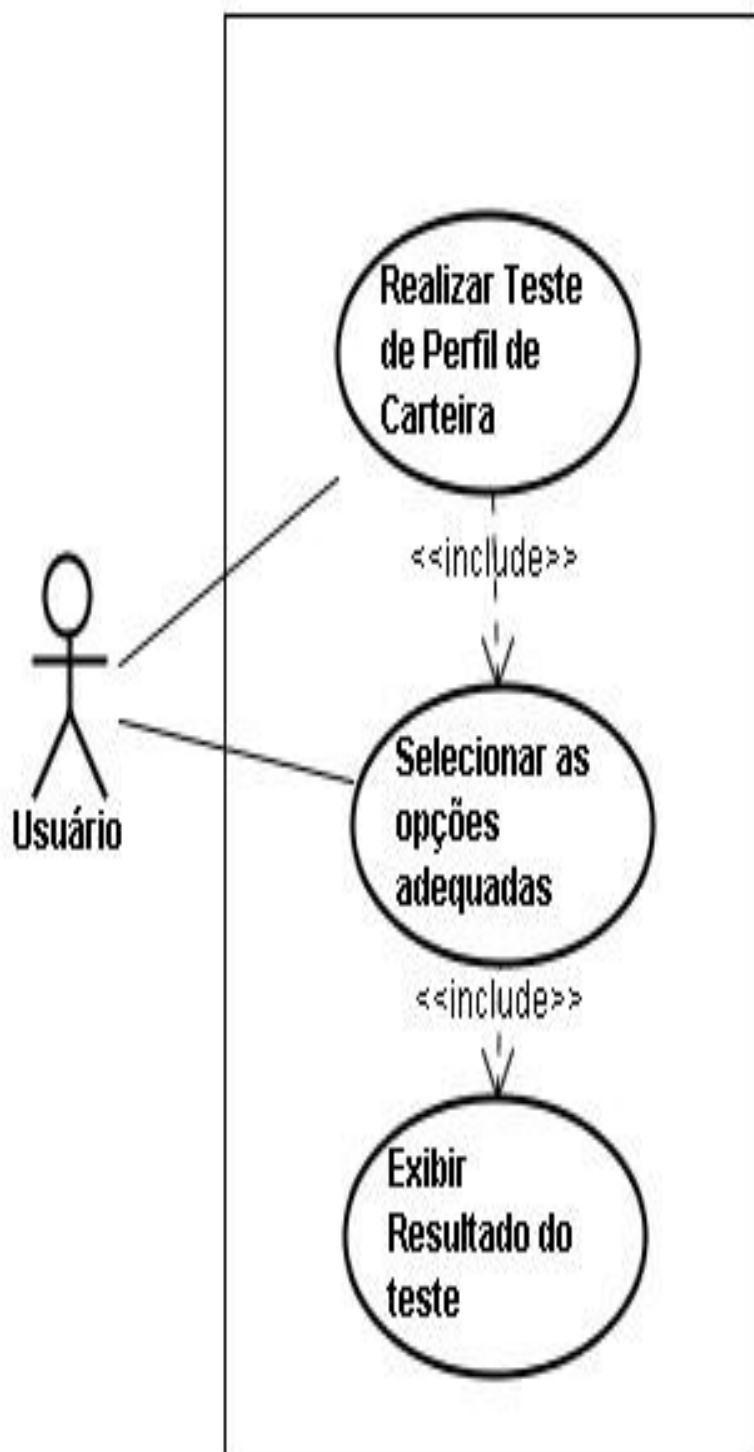 Realizar Teste
de Perfil de
Carteira
<<include>>
Usuário
Selecionar as
opções
adequadas
<<include>>
Exibir
Resultado do
teste